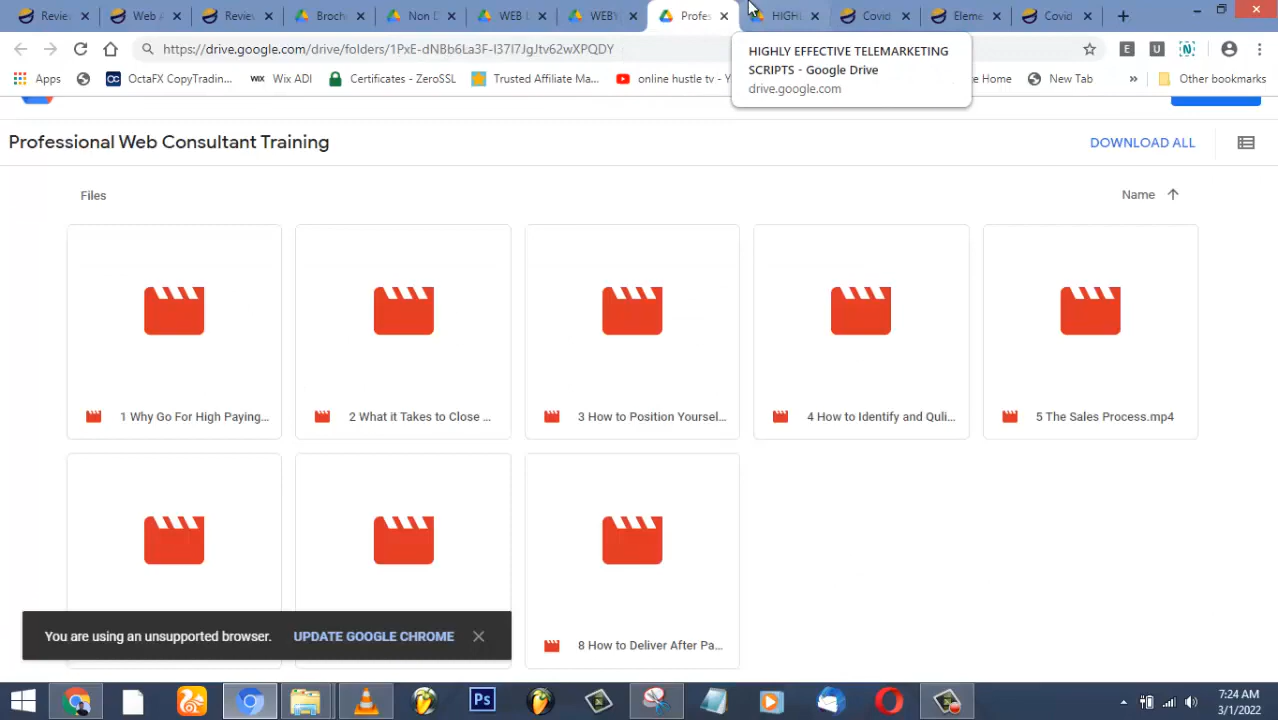 Revie
Web A
Revie
Broch
Non D
WEB D
WEBY
Profes
HIGHL
Covid
Eleme
Covid
https://drive.google.com/drive/folders/1PxE-dNBb6La3F-I37I7JgJtv62wXPQDY
E
U
N
Apps
OctaFX CopyTradin...
WIX Wix ADI
Certificates - ZeroSSL
Trusted Affiliate Ma...
online hustle tv - Y
e Home
New Tab
»
Other bookmarks
HIGHLY EFFECTIVE TELEMARKETING
SCRIPTS - Google Drive
drive.google.com
Professional Web Consultant Training
DOWNLOAD ALL
Files
Name
1 Why Go For High Paying...
2 What it Takes to Close ...
3 How to Position Yoursel...
4 How to Identify and Quli...
5 The Sales Process.mp4
8 How to Deliver After Pa...
You are using an unsupported browser. UPDATE GOOGLE CHROME
Ps
7:24 AM
3/1/2022